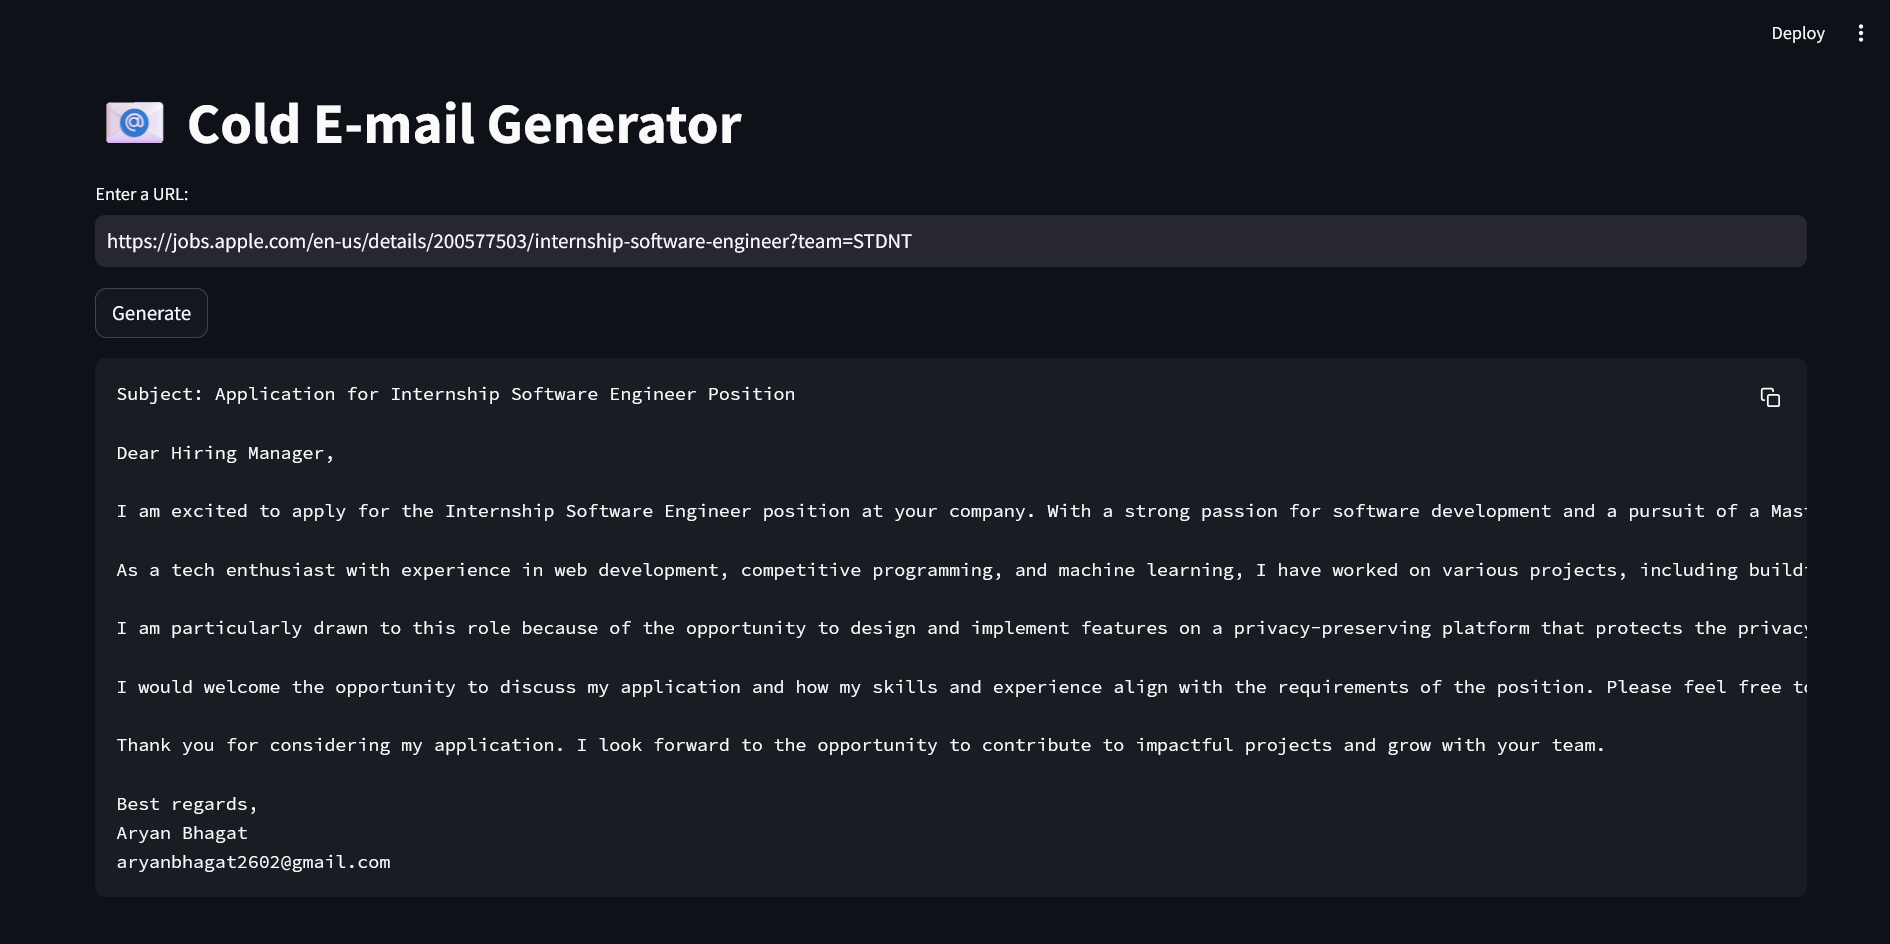 Deploy
Cold E-mail Generator
Enter a URL:
https://jobs.apple.com/en-us/details/200577503/internship-software-engineer?team=STDNT
Generate
Subject: Application for Internship Software Engineer Position
Dear Hiring Manager,
I am excited to apply for the Internship Software Engineer position at your company. With a strong passion for software development and a pursuit of a
As a tech enthusiast with experience in web development, competitive programming, and machine learning, I have worked on various projects, including
I am particularly drawn to this role because of the opportunity to design and implement features on a privacy-preserving platform that protects the privacy
I would welcome the opportunity to discuss my application and how my skills and experience align with the requirements of the position. Please feel free to
Thank you for considering my application. I look forward to the opportunity to contribute to impactful projects and grow with your team.
Best regards,
Aryan Bhagat
aryanbhagat2602@gmail.com